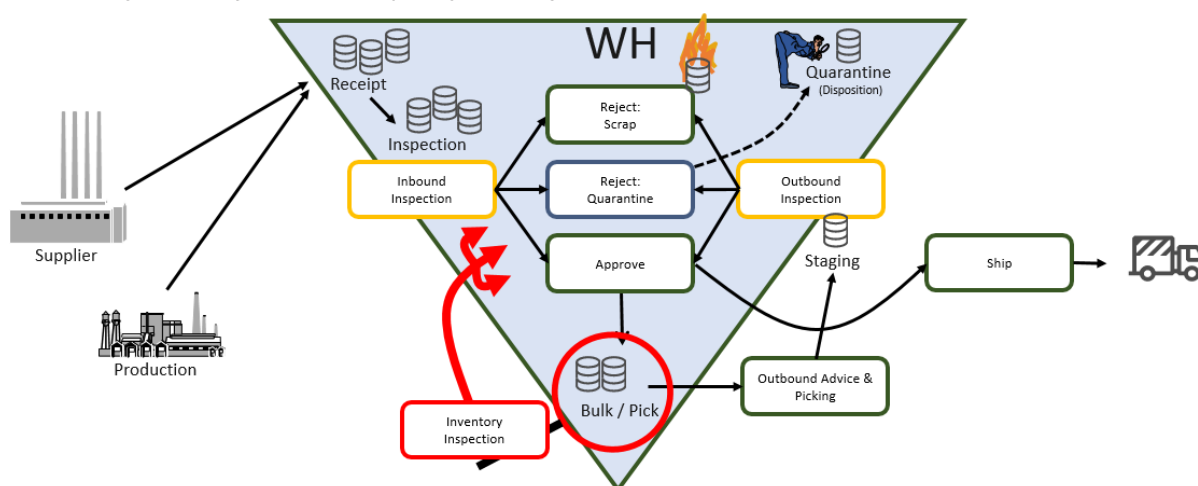 WH
Receipt
Inspection
Quarantine
(Disposition)
Reject:
Scrap
Inbound
Inspection
Reject:
Quarantine
Outbound
Inspection
Supplier
Approve
Staging
Ship
Production
Bulk / Pick
Outbound Advice &
Picking
Inventory
Inspection